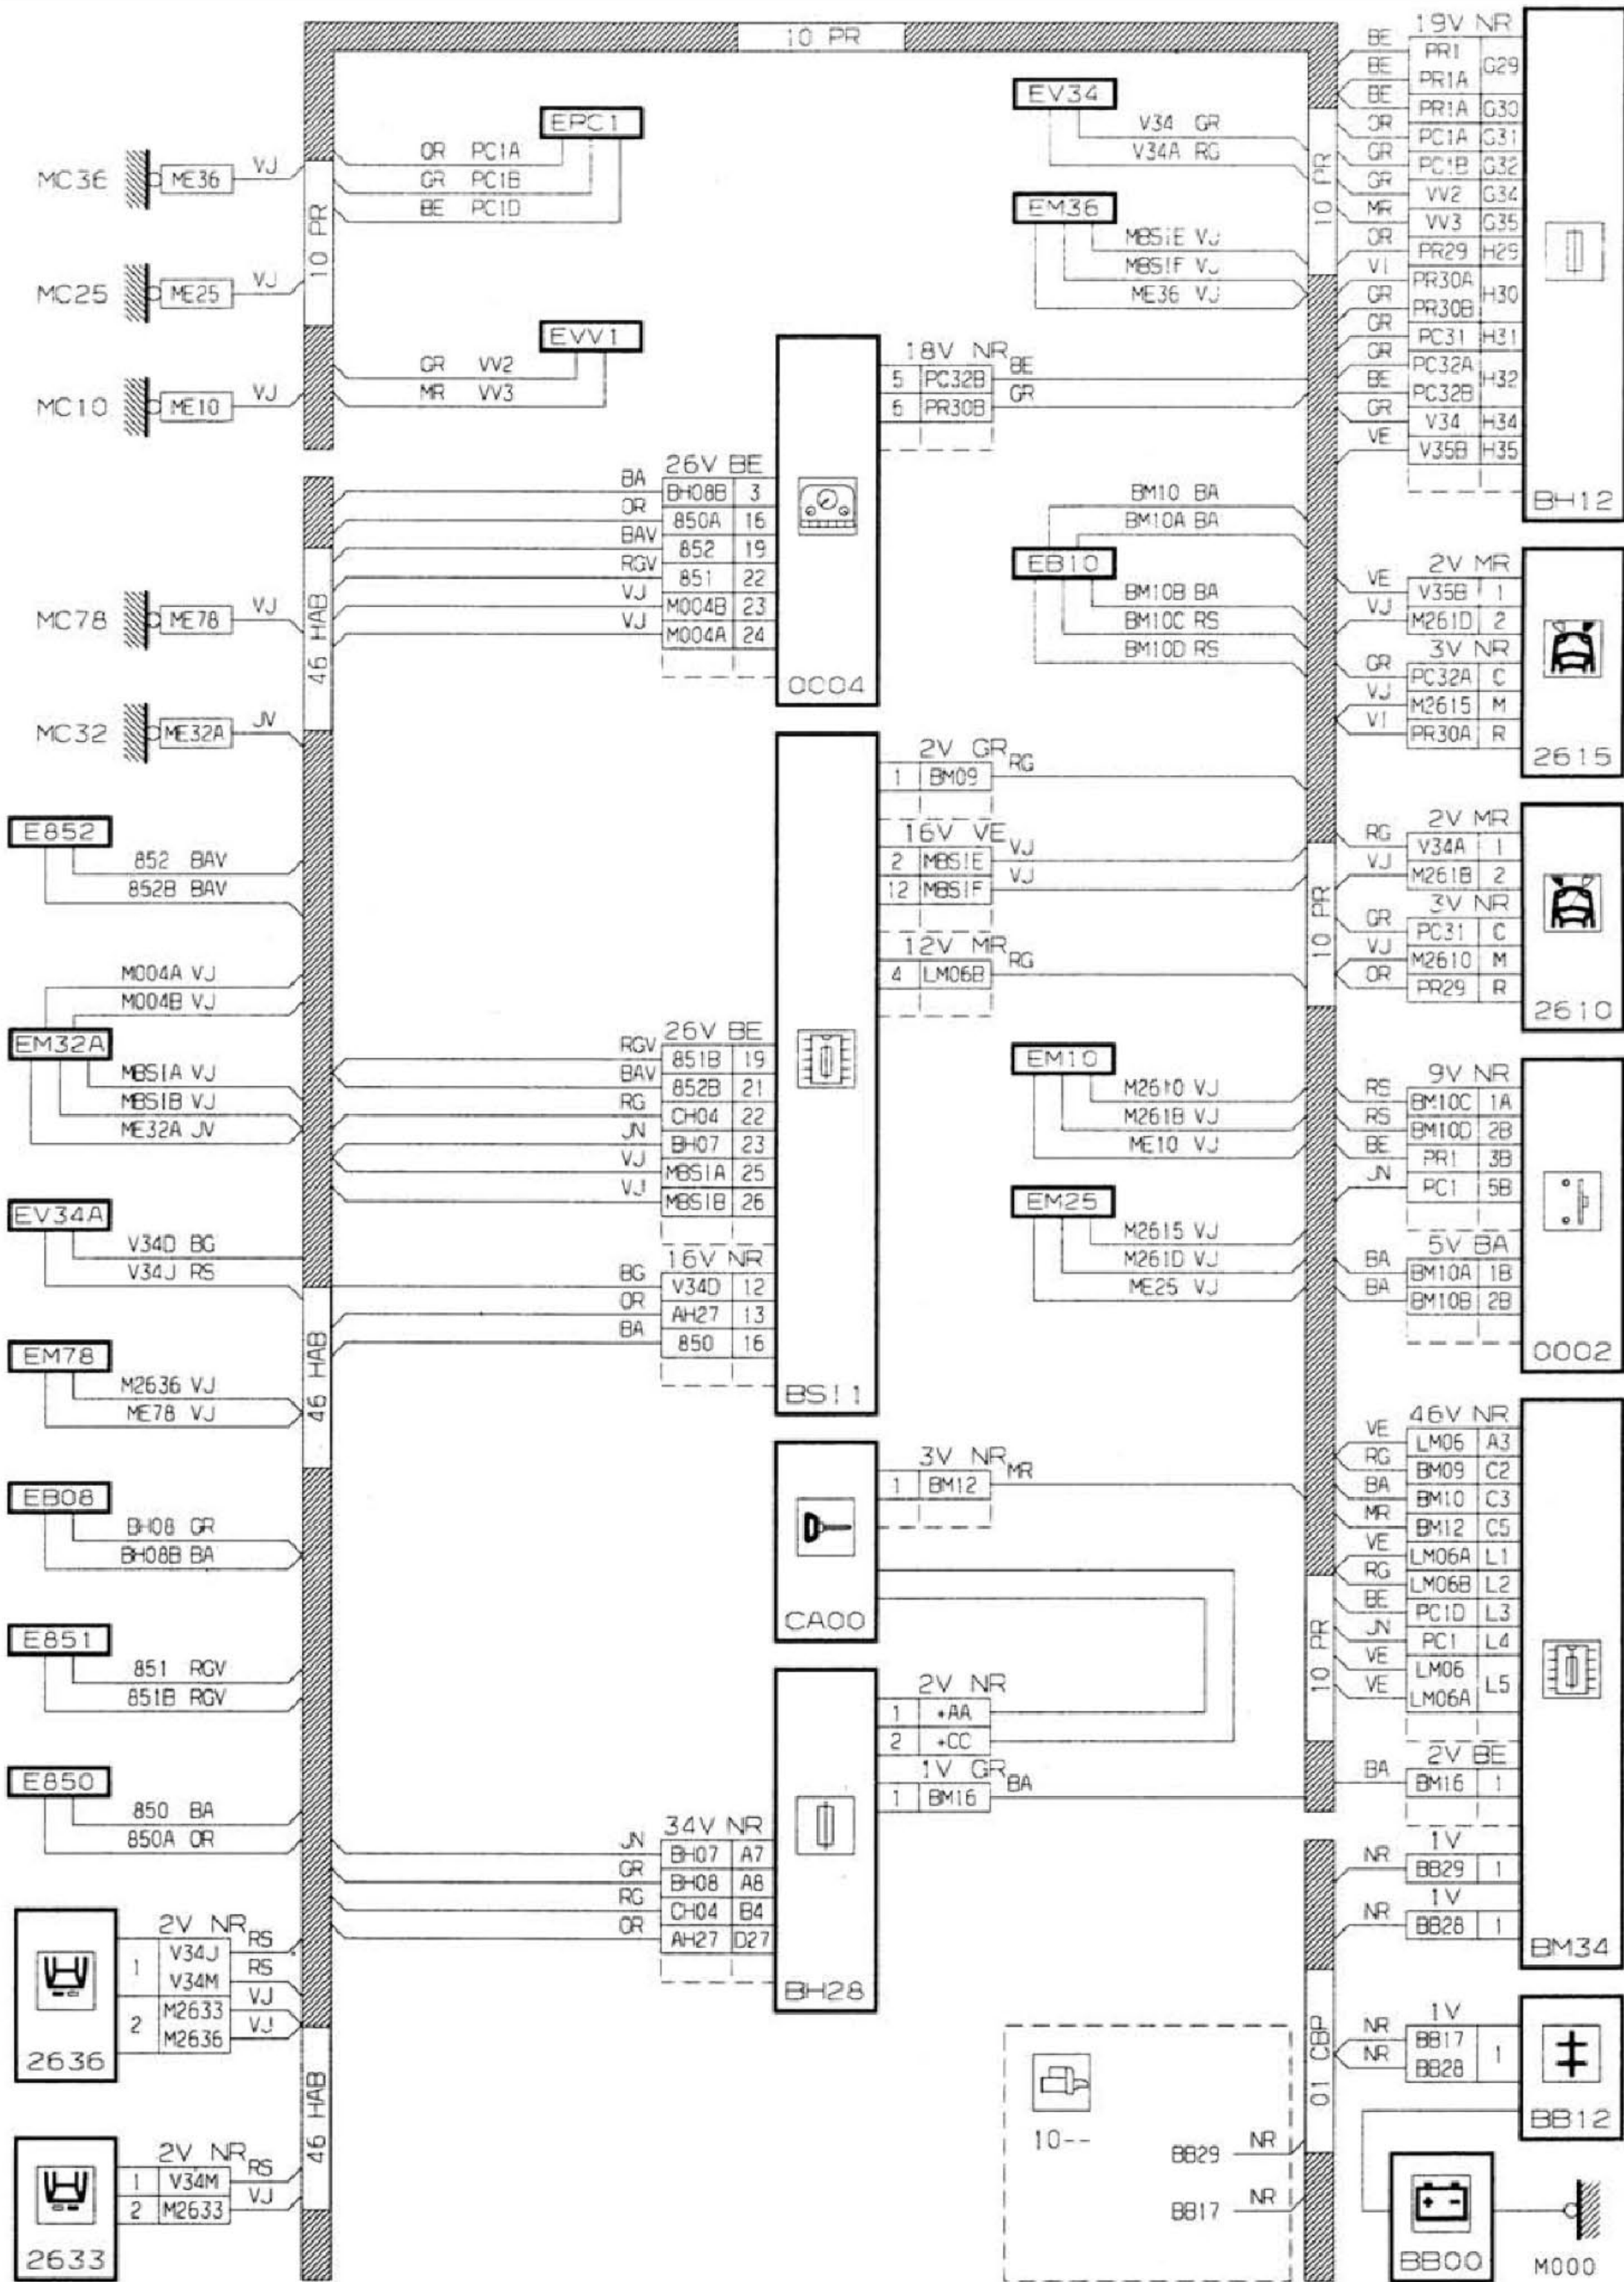 10 PR
MC36 ME36 VJ
10 PR
MC25 ME25 VJ
MC10 ME10 VJ
EPC1
OR PC1A
GR PC1B
BE PC1D
EVV1
GR VV2
MR VV3
MC78 ME78 VJ
46 HAB
MC32 ME32A JV
E852
852 BAV
852B BAV
M004A VJ
M004B VJ
EM32A
MBSIA VJ
MBSIB VJ
ME32A JV
EV34A
V34D BG
V34J RS
46 HAB
EM78
M2636 VJ
ME78 VJ
EB08
BH08 GR
BH08B BA
E851
851 RGV
851B RGV
E850
850 BA
850A OR
2V NR
1 V34J RS
V34M RS
2 M2633 VJ
M2636 VJ
2636
46 HAB
2V NR
1 V34M RS
2 M2633 VJ
2633
26V BE
BA BH08B 3
OR 850A 16
BAV 852 19
RGV 851 22
VJ M004B 23
VJ M004A 24
18V NR
5 PC32B BE
6 PR30B GR
0004
2V GR
1 BM09 RG
16V VE
2 MBSIE VJ
12 MBSIF VJ
12V MR
4 LM06B RG
26V BE
RGV 851B 19
BAV 852B 21
RG CH04 22
JN BH07 23
VJ MBSIA 25
VJ MBSIB 26
16V NR
BG V34D 12
OR AH27 13
BA 850 16
BSI1
3V NR
1 BM12 MR
CA00
2V NR
1 +AA
2 +CC
1V GR
1 BM16 BA
34V NR
JN BH07 A7
GR BH08 A8
RG CH04 B4
OR AH27 D27
BH28
EV34
V34 GR
V34A RG
10 PR
EM36
MBSIE VJ
MBSIF VJ
ME36 VJ
BM10 BA
BM10A BA
EB10
BM10B BA
BM10C RS
BM10D RS
10 PR
EM10
M2610 VJ
M261B VJ
ME10 VJ
EM25
M2615 VJ
M261D VJ
ME25 VJ
10 PR
01 CBP
10--
BB29 NR
BB17 NR
19V NR
BE PR1 G29
BE PR1A
BE PR1A G30
OR PC1A G31
GR PC1B G32
GR VV2 G34
MR VV3 G35
OR PR29 H29
VI PR30A H30
GR PR30B
GR PC31 H31
GR PC32A H32
BE PC32B
GR V34 H34
VE V35B H35
BH12
2V MR
VE V35B 1
VJ M261D 2
3V NR
GR PC32A C
VJ M2615 M
VI PR30A R
2615
2V MR
RG V34A 1
VJ M261B 2
3V NR
GR PC31 C
VJ M2610 M
OR PR29 R
2610
9V NR
RS BM10C 1A
RS BM10D 2B
BE PR1 3B
JN PC1 5B
5V BA
BA BM10A 1B
BA BM10B 2B
0002
46V NR
VE LM06 A3
RG BM09 C2
BA BM10 C3
MR BM12 C5
VE LM06A L1
RG LM06B L2
BE PC1D L3
JN PC1 L4
VE LM06 L5
VE LM06A
2V BE
BA BM16 1
1V
NR BB29 1
1V
NR BB28 1
BM34
1V
NR BB17 1
NR BB28
BB12
BB00
M000